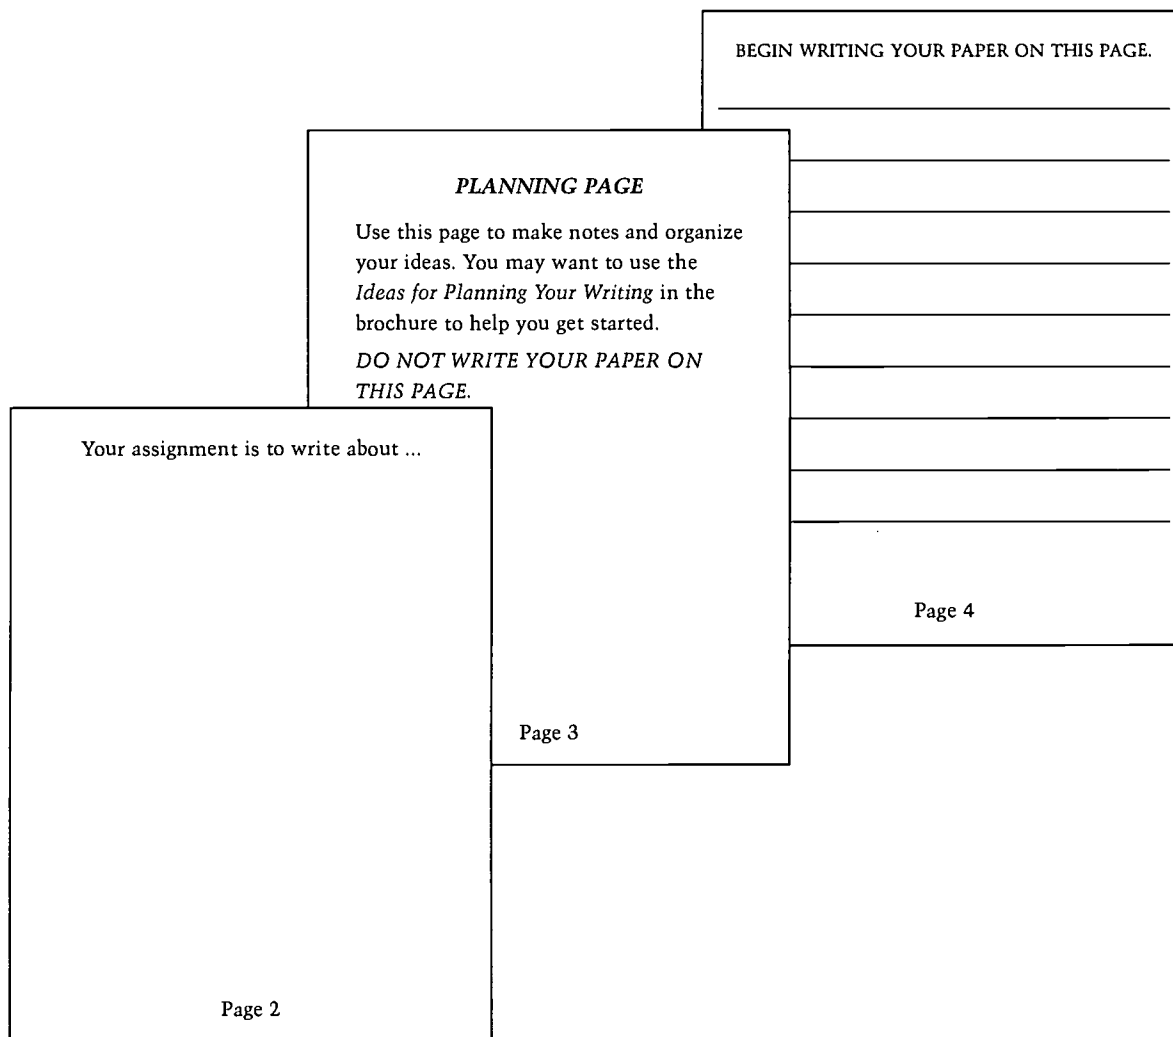 Your assignment is to write about ...
Page 2
PLANNING PAGE
Use this page to make notes and organize
your ideas. You may want to use the
Ideas for Planning Your Writing in the
brochure to help you get started.
DO NOT WRITE YOUR PAPER ON
THIS PAGE.
Page 3
BEGIN WRITING YOUR PAPER ON THIS PAGE.
Page 4